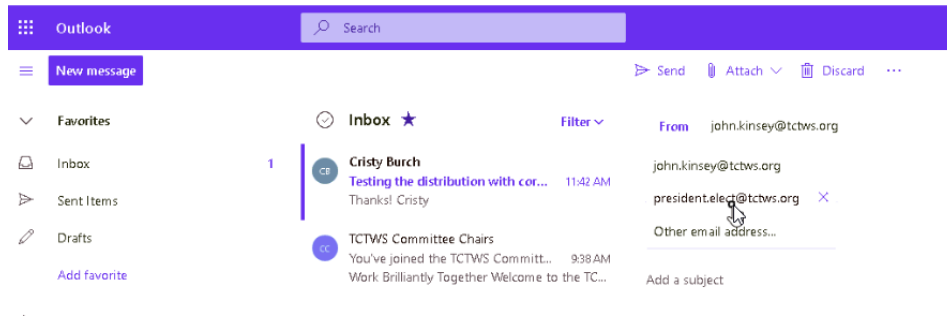 Outlook
Search
New message
Send
Attach
Discard
...
Favorites
Inbox
1
Sent Items
Drafts
Add favorite
Inbox
Filter
CB
Cristy Burch
Testing the distribution with cor...
11:42 AM
Thanks! Cristy
CC
TCTWS Committee Chairs
You've joined the TCTWS Committ...
9:38 AM
Work Brilliantly Together Welcome to the TC...
From
john.kinsey@tctws.org
john.kinsey@tctws.org
president.elect@tctws.org
Other email address...
Add a subject